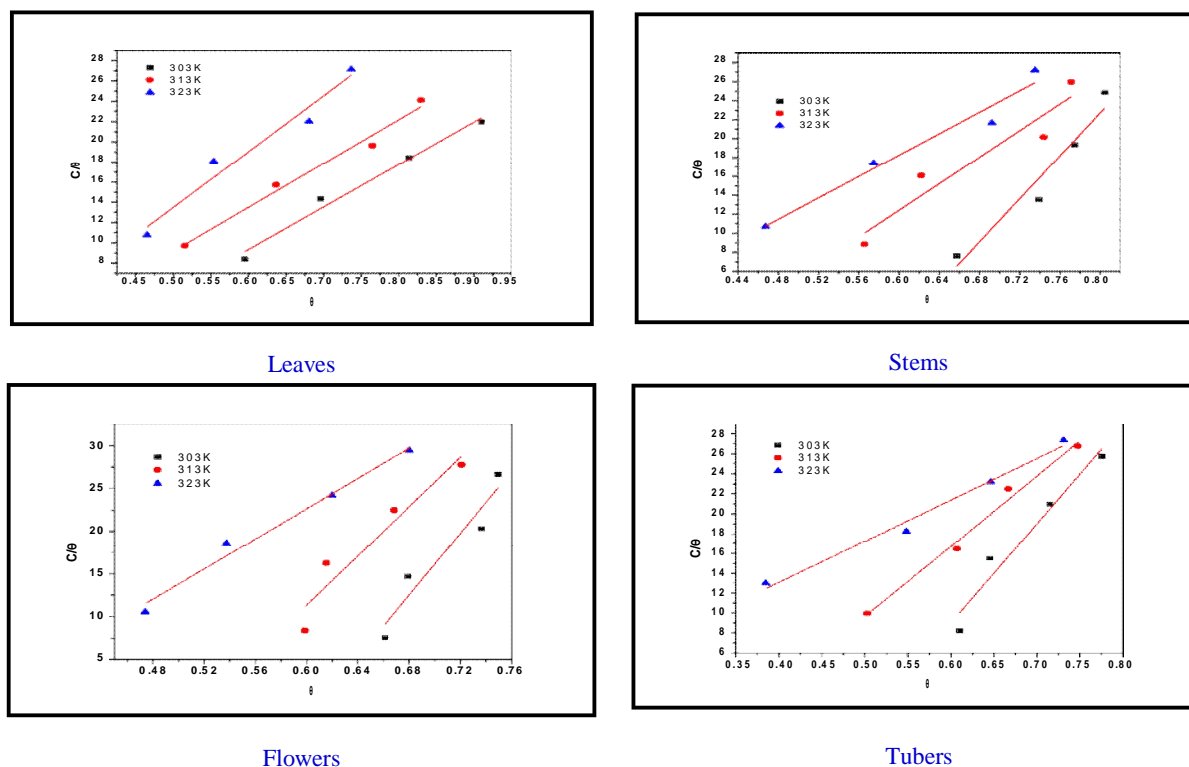 28
26
24
22
20
18
16
14
12
10
8
C/θ
303K
313K
323K
0.45 0.50 0.55 0.60 0.65 0.70 0.75 0.80 0.85 0.90 0.95
θ
Leaves
28
26
24
22
20
18
16
14
12
10
8
6
C/θ
303K
313K
323K
0.44 0.48 0.52 0.56 0.60 0.64 0.68 0.72 0.76 0.80
θ
Stems
30
25
20
15
10
5
C/θ
303K
313K
323K
0.48 0.52 0.56 0.60 0.64 0.68 0.72 0.76
θ
Flowers
28
26
24
22
20
18
16
14
12
10
8
6
C/θ
303K
313K
323K
0.35 0.40 0.45 0.50 0.55 0.60 0.65 0.70 0.75 0.80
θ
Tubers